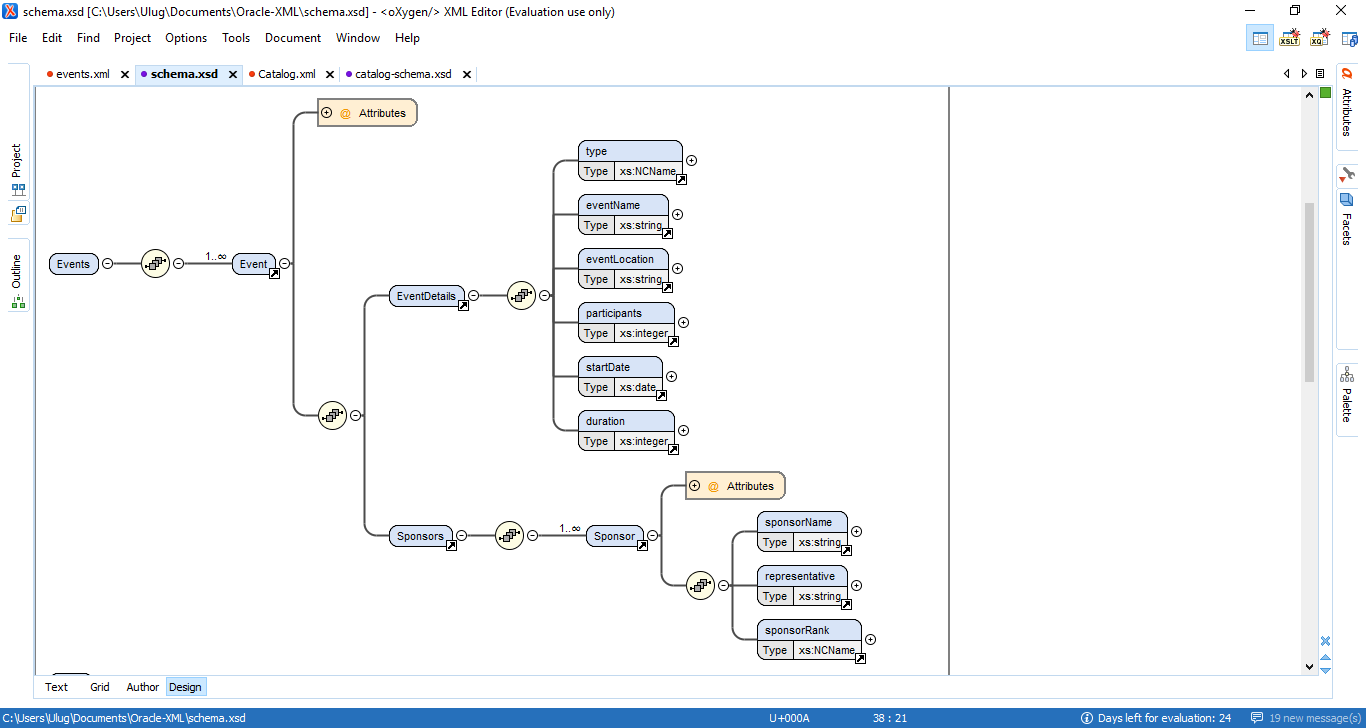 schema.xsd [C:\Users\Ulug\Documents\Oracle-XML\schema.xsd] - <oXygen/> XML Editor (Evaluation use only)
File Edit Find Project Options Tools Document Window Help
XSLT XQ
events.xml schema.xsd Catalog.xml catalog-schema.xsd
Project
Outline
@ Attributes
type
Type xs:NCName
eventName
Type xs:string
Events 1..∞ Event
eventLocation
Type xs:string
EventDetails
participants
Type xs:integer
startDate
Type xs:date
duration
Type xs:integer
@ Attributes
Sponsors 1..∞ Sponsor
sponsorName
Type xs:string
representative
Type xs:string
sponsorRank
Type xs:NCName
Attributes
Facets
Palette
Text Grid Author Design
C:\Users\Ulug\Documents\Oracle-XML\schema.xsd U+000A 38 : 21 Days left for evaluation: 24 19 new message(s)